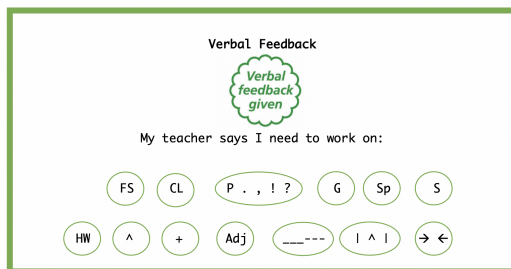 Verbal Feedback
Verbal
feedback
given
My teacher says I need to work on:
FS CL P . , ! ? G Sp S
HW ^ + Adj ___--- | ^ | → ←